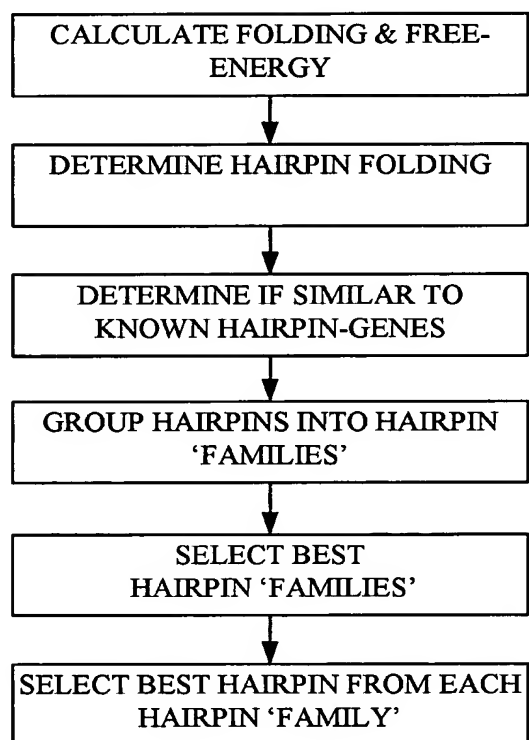 CALCULATE FOLDING & FREE-
ENERGY
DETERMINE HAIRPIN FOLDING
DETERMINE IF SIMILAR TO
KNOWN HAIRPIN-GENES
GROUP HAIRPINS INTO HAIRPIN
‘FAMILIES’
SELECT BEST
HAIRPIN ‘FAMILIES’
SELECT BEST HAIRPIN FROM EACH
HAIRPIN ‘FAMILY’